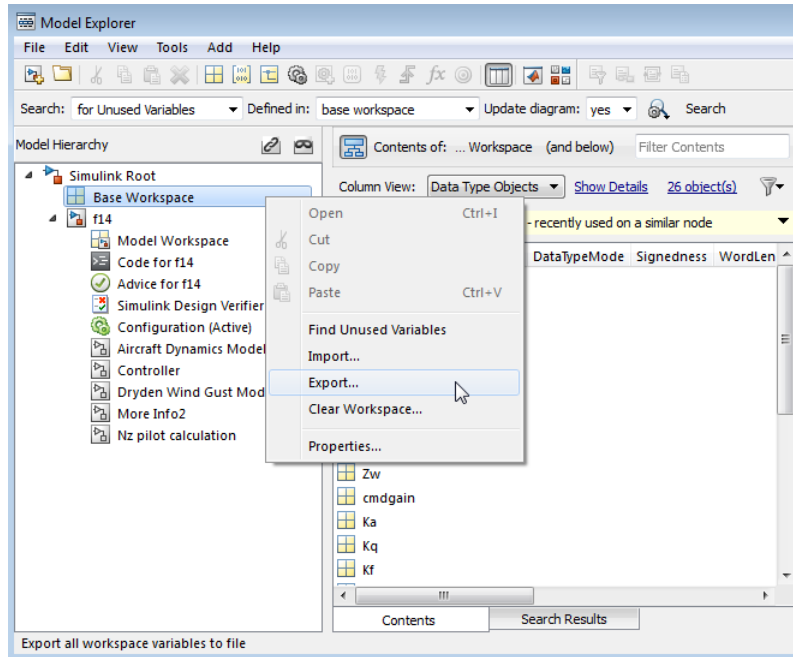 Model Explorer
File Edit View Tools Add Help
Search: for Unused Variables Defined in: base workspace Update diagram: yes Search
Model Hierarchy
Contents of: ... Workspace (and below) Filter Contents
Simulink Root
Column View: Data Type Objects Show Details 26 object(s)
Base Workspace
f14
Open Ctrl+I
- recently used on a similar node
Model Workspace
Cut
DataTypeMode Signedness WordLen
Code for f14
Copy
Advice for f14
Paste Ctrl+V
Simulink Design Verifier
Configuration (Active)
Find Unused Variables
Aircraft Dynamics Model
Import...
Controller
Export...
Dryden Wind Gust Mod
Clear Workspace...
More Info2
Nz pilot calculation
Properties...
Zw
cmdgain
Ka
Kq
Kf
Contents Search Results
Export all workspace variables to file